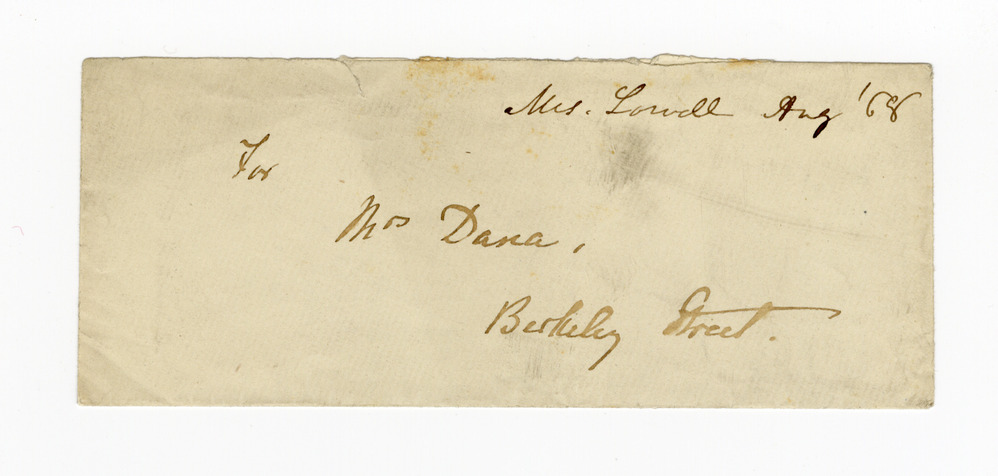 Mrs. Lowell Aug '68
For
Mrs Dana,
Berkeley Street.